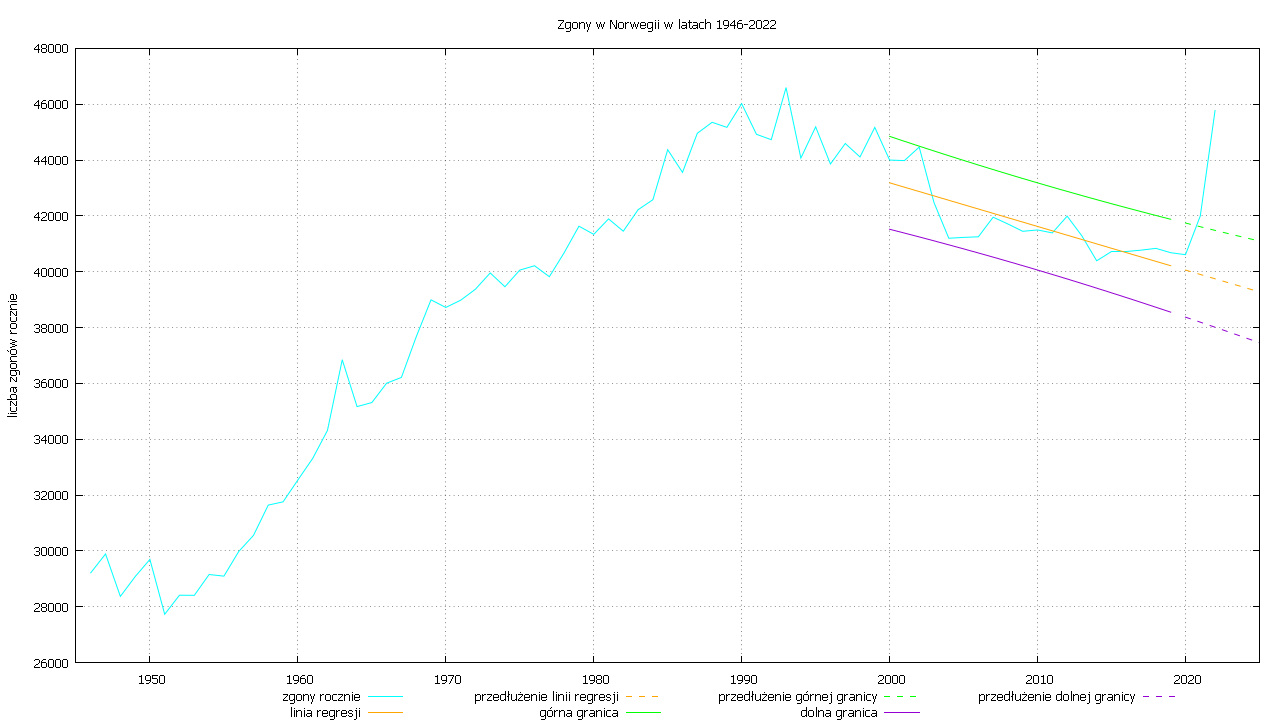 Zgony w Norwegii w latach 1946-2022
48000
46000
44000
42000
40000
38000
36000
34000
32000
30000
28000
26000
liczba zgonów rocznie
1950 1960 1970 1980 1990 2000 2010 2020
zgony rocznie przedłużenie linii regresji przedłużenie górnej granicy przedłużenie dolnej granicy
linia regresji górna granica dolna granica